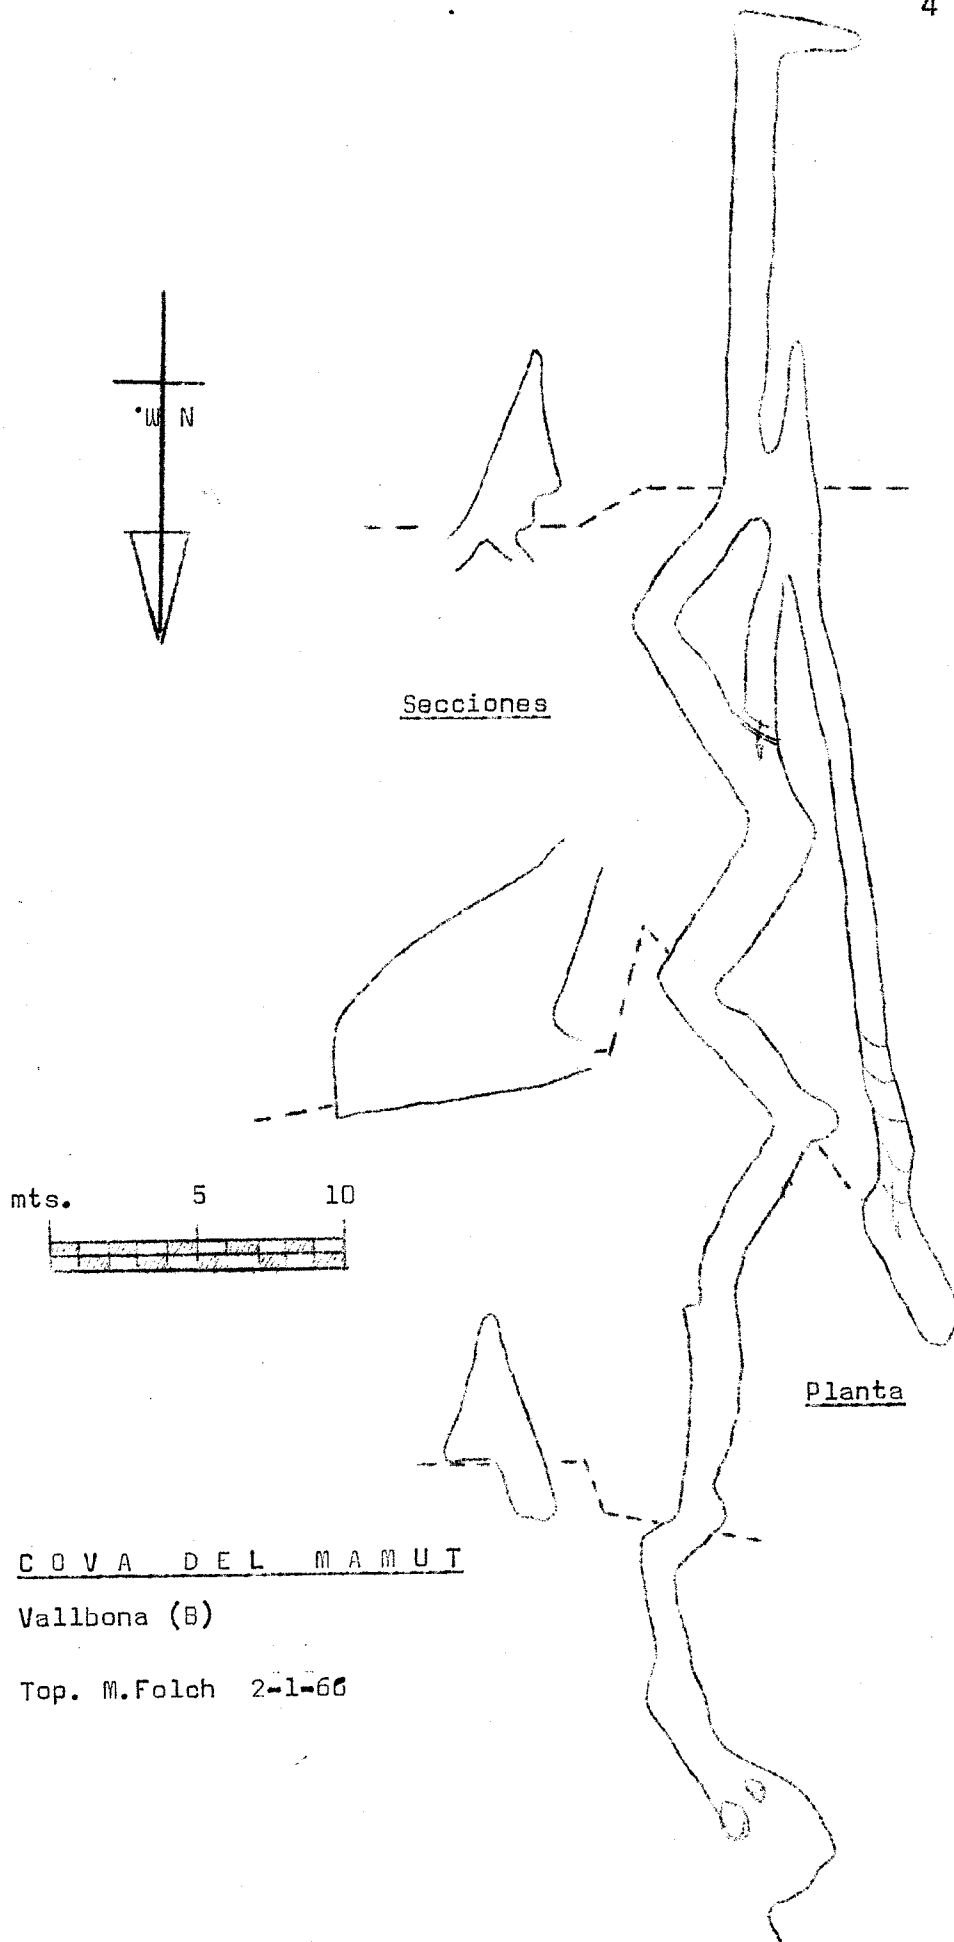 4
N m.
Secciones
mts. 5 10
Planta
COVA DEL MAMUT
Vallbona (B)
Top. M.Folch 2-1-66